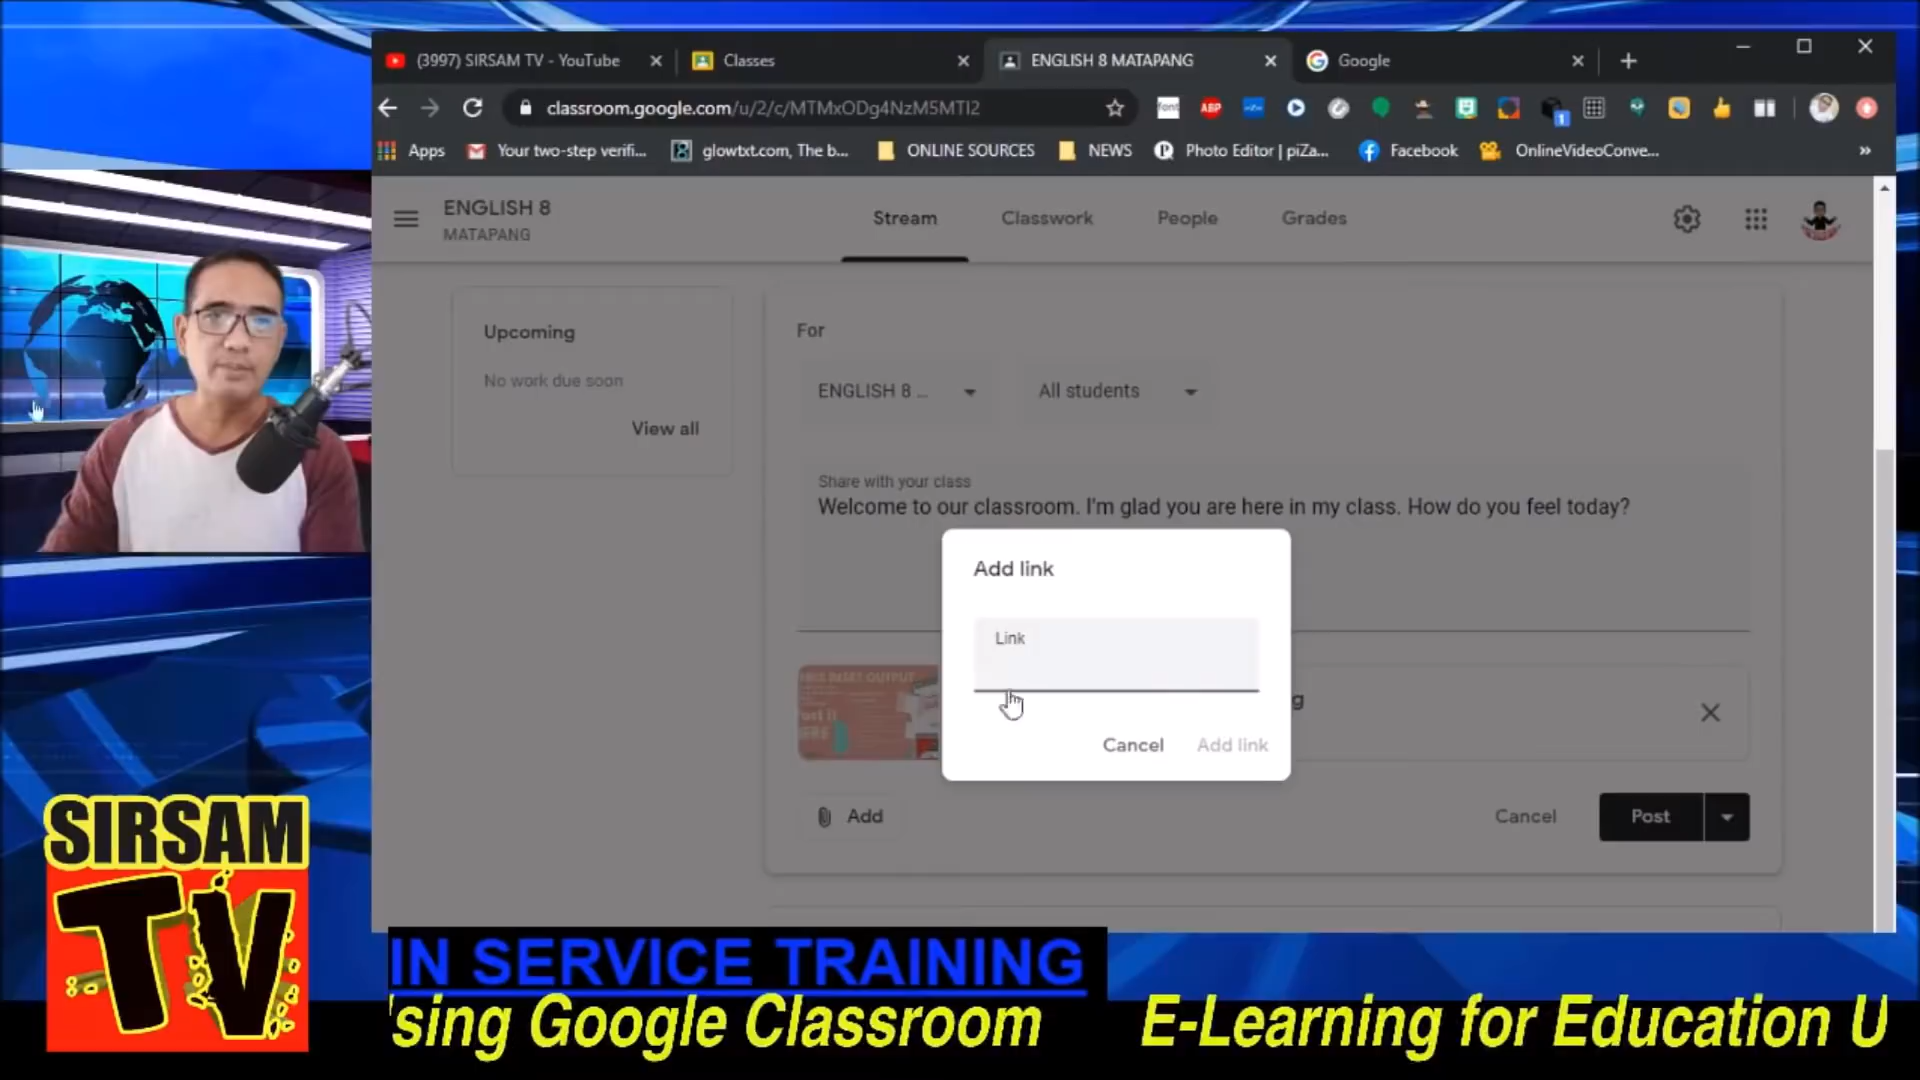 (3997) SIRSAM TV - YouTube
Classes
ENGLISH 8 MATAPANG
Google
classroom.google.com/u/2/c/MTMxODg4NzM5MTI2
font
ABP
1
Apps
Your two-step verifi...
glowtxt.com, The b...
ONLINE SOURCES
NEWS
Photo Editor | piZa...
Facebook
OnlineVideoConve...
»
ENGLISH 8
MATAPANG
Stream
Classwork
People
Grades
Upcoming
No work due soon
View all
For
ENGLISH 8 ...
All students
Share with your class
Welcome to our classroom. I'm glad you are here in my class. How do you feel today?
Add link
Link
Cancel
Add link
g
Add
Cancel
Post
SIRSAM
TV
IN SERVICE TRAINING
'sing Google Classroom
E-Learning for Education U